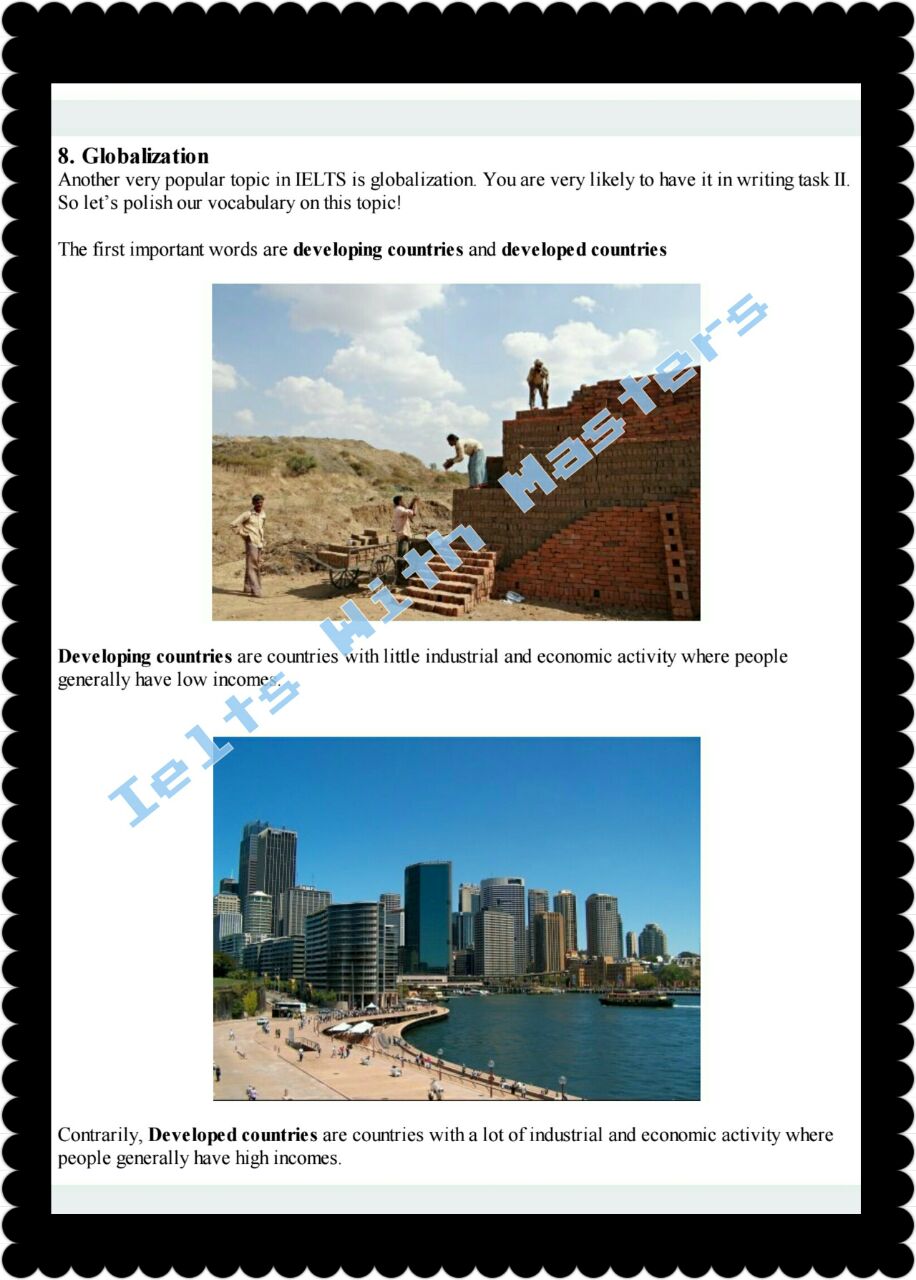 8. Globalization
Another very popular topic in IELTS is globalization. You are very likely to have it in writing task II.
So let’s polish our vocabulary on this topic!
The first important words are developing countries and developed countries
Ielts With Masters
Developing countries are countries with little industrial and economic activity where people
generally have low incomes.
Contrarily, Developed countries are countries with a lot of industrial and economic activity where
people generally have high incomes.